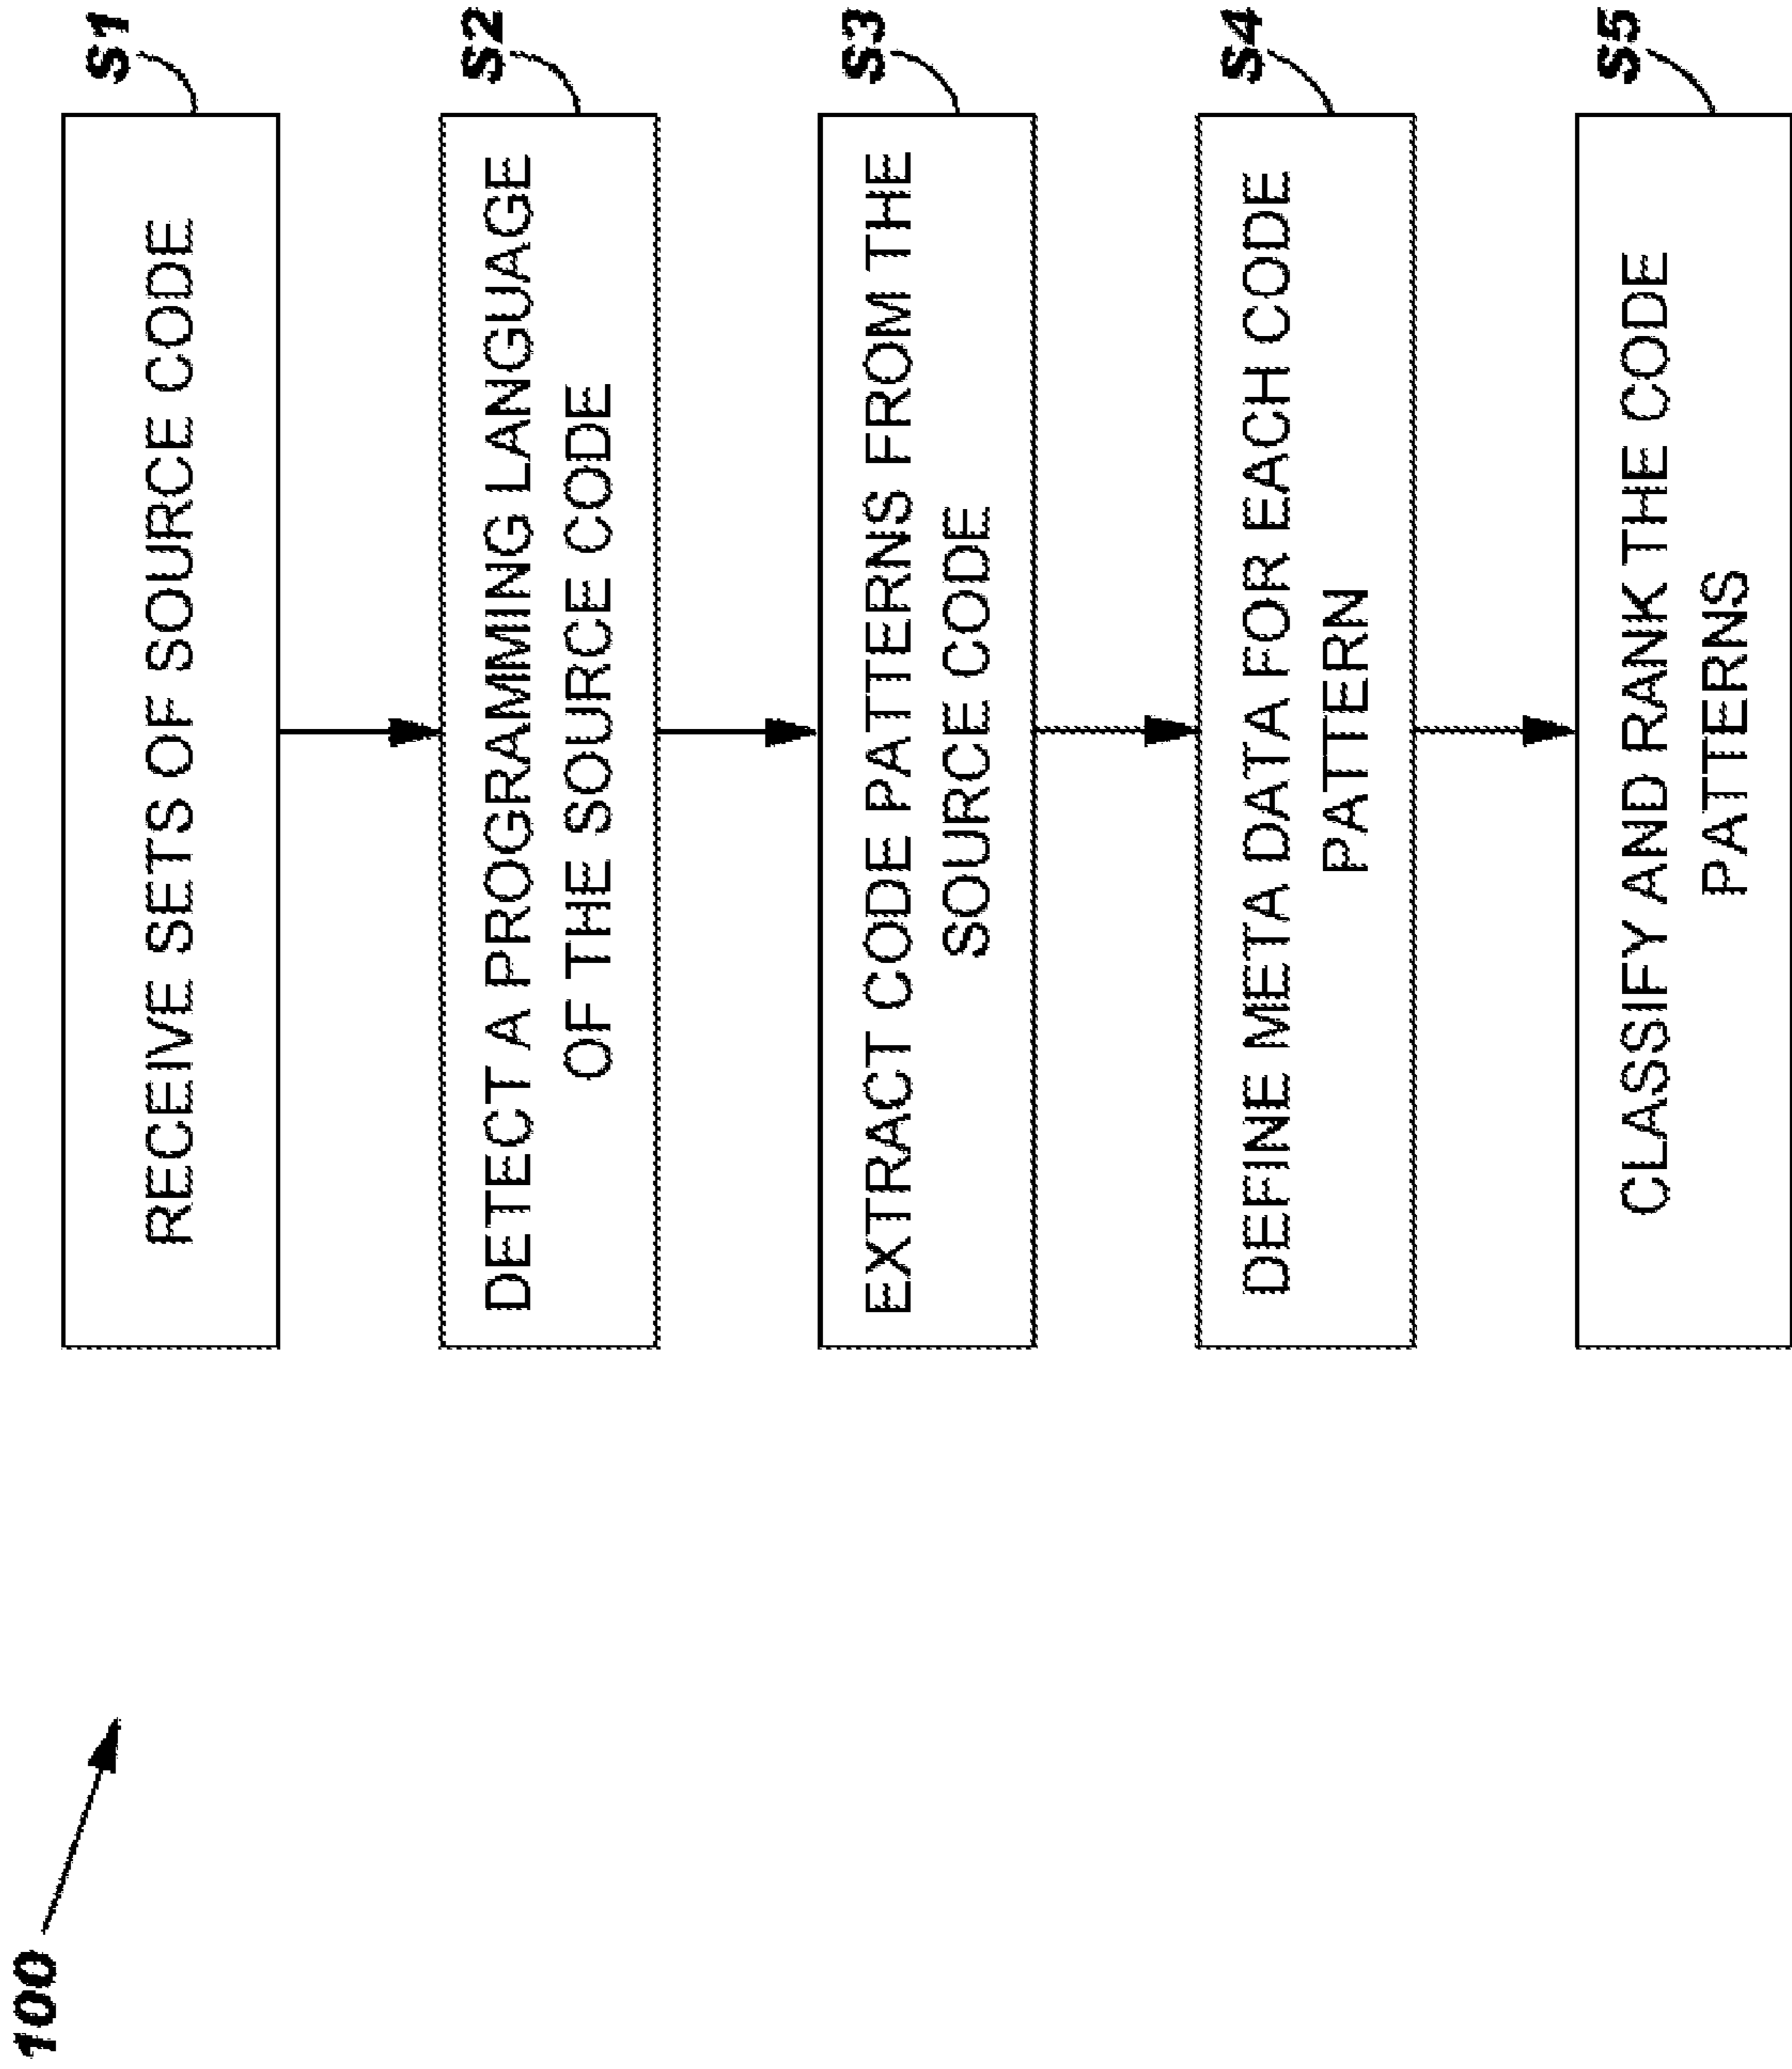 100
RECEIVE SETS OF SOURCE CODE
S1
DETECT A PROGRAMMING LANGUAGE
OF THE SOURCE CODE
S2
EXTRACT CODE PATTERNS FROM THE
SOURCE CODE
S3
DEFINE META DATA FOR EACH CODE
PATTERN
S4
CLASSIFY AND RANK THE CODE
PATTERNS
S5